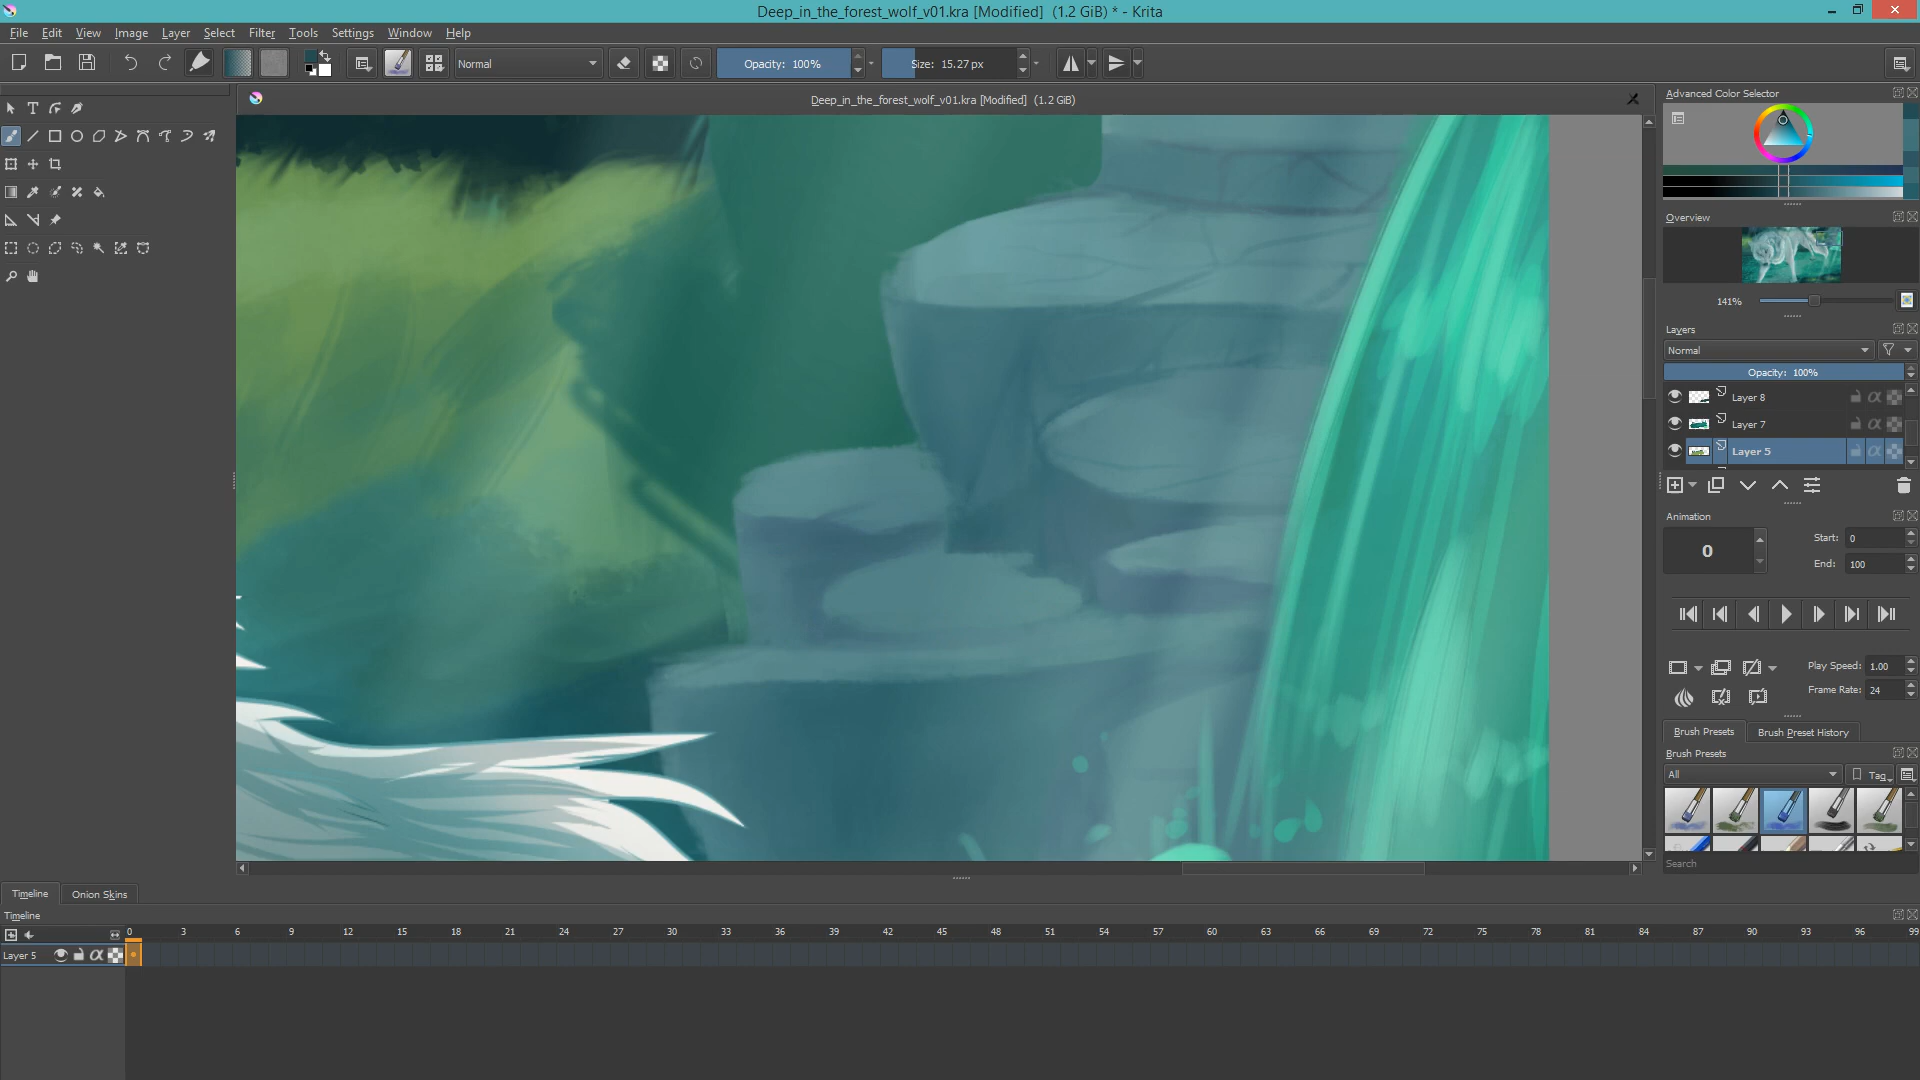 Deep_in_the_forest_wolf_v01.kra [Modified] (1.2 GiB) * - Krita
File Edit View Image Layer Select Filter Tools Settings Window Help
Normal
Opacity: 100%
Size: 15.27 px
Deep_in_the_forest_wolf_v01.kra [Modified] (1.2 GiB)
Advanced Color Selector
Overview
141%
Layers
Normal
Opacity: 100%
Layer 8
Layer 7
Layer 5
Animation
0
Start: 0
End: 100
Play Speed: 1.00
Frame Rate: 24
Brush Presets Brush Preset History
Brush Presets
All
Tag
Search
Timeline Onion Skins
Timeline
0 3 6 9 12 15 18 21 24 27 30 33 36 39 42 45 48 51 54 57 60 63 66 69 72 75 78 81 84 87 90 93 96 99
Layer 5